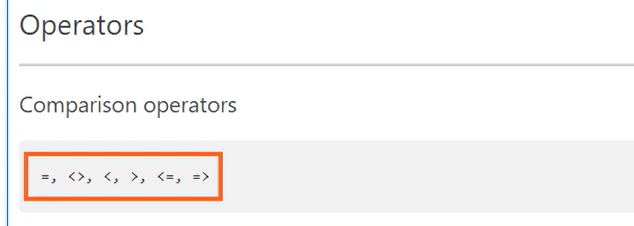 Operators
Comparison operators
=, <>, <, >, <=, =>